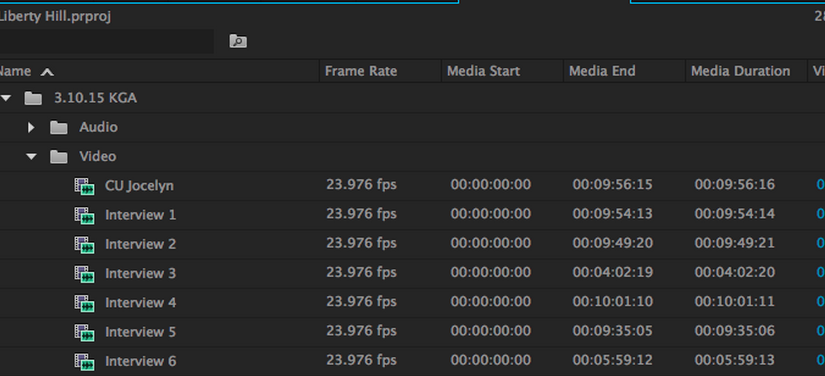 Liberty Hill.prproj 28
Name Frame Rate Media Start Media End Media Duration Vi
3.10.15 KGA
Audio
Video
CU Jocelyn 23.976 fps 00:00:00:00 00:09:56:15 00:09:56:16 0
Interview 1 23.976 fps 00:00:00:00 00:09:54:13 00:09:54:14 0
Interview 2 23.976 fps 00:00:00:00 00:09:49:20 00:09:49:21 0
Interview 3 23.976 fps 00:00:00:00 00:04:02:19 00:04:02:20 0
Interview 4 23.976 fps 00:00:00:00 00:10:01:10 00:10:01:11 0
Interview 5 23.976 fps 00:00:00:00 00:09:35:05 00:09:35:06 0
Interview 6 23.976 fps 00:00:00:00 00:05:59:12 00:05:59:13 0